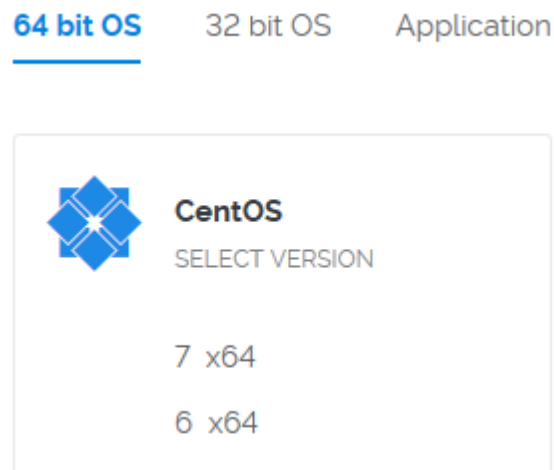 64 bit OS 32 bit OS Application
CentOS
SELECT VERSION
7 x64
6 x64